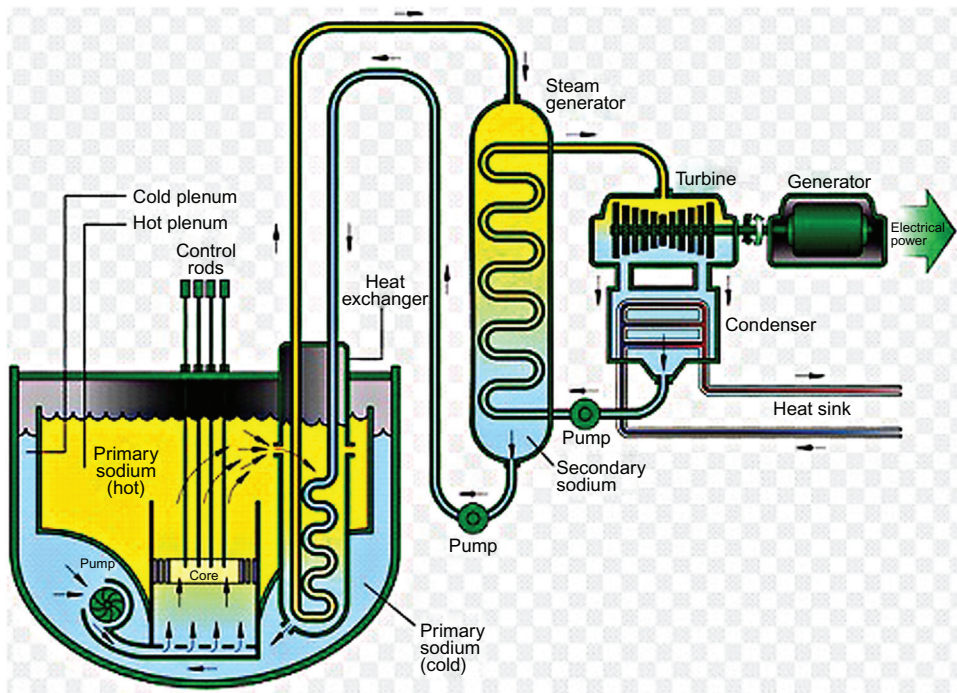 Steam
generator
Cold plenum
Hot plenum
Control
rods
Turbine
Generator
Electrical
power
Heat
exchanger
Condenser
Heat sink
Pump
Primary
sodium
(hot)
Secondary
sodium
Pump
Pump
Core
Primary sodium
(cold)